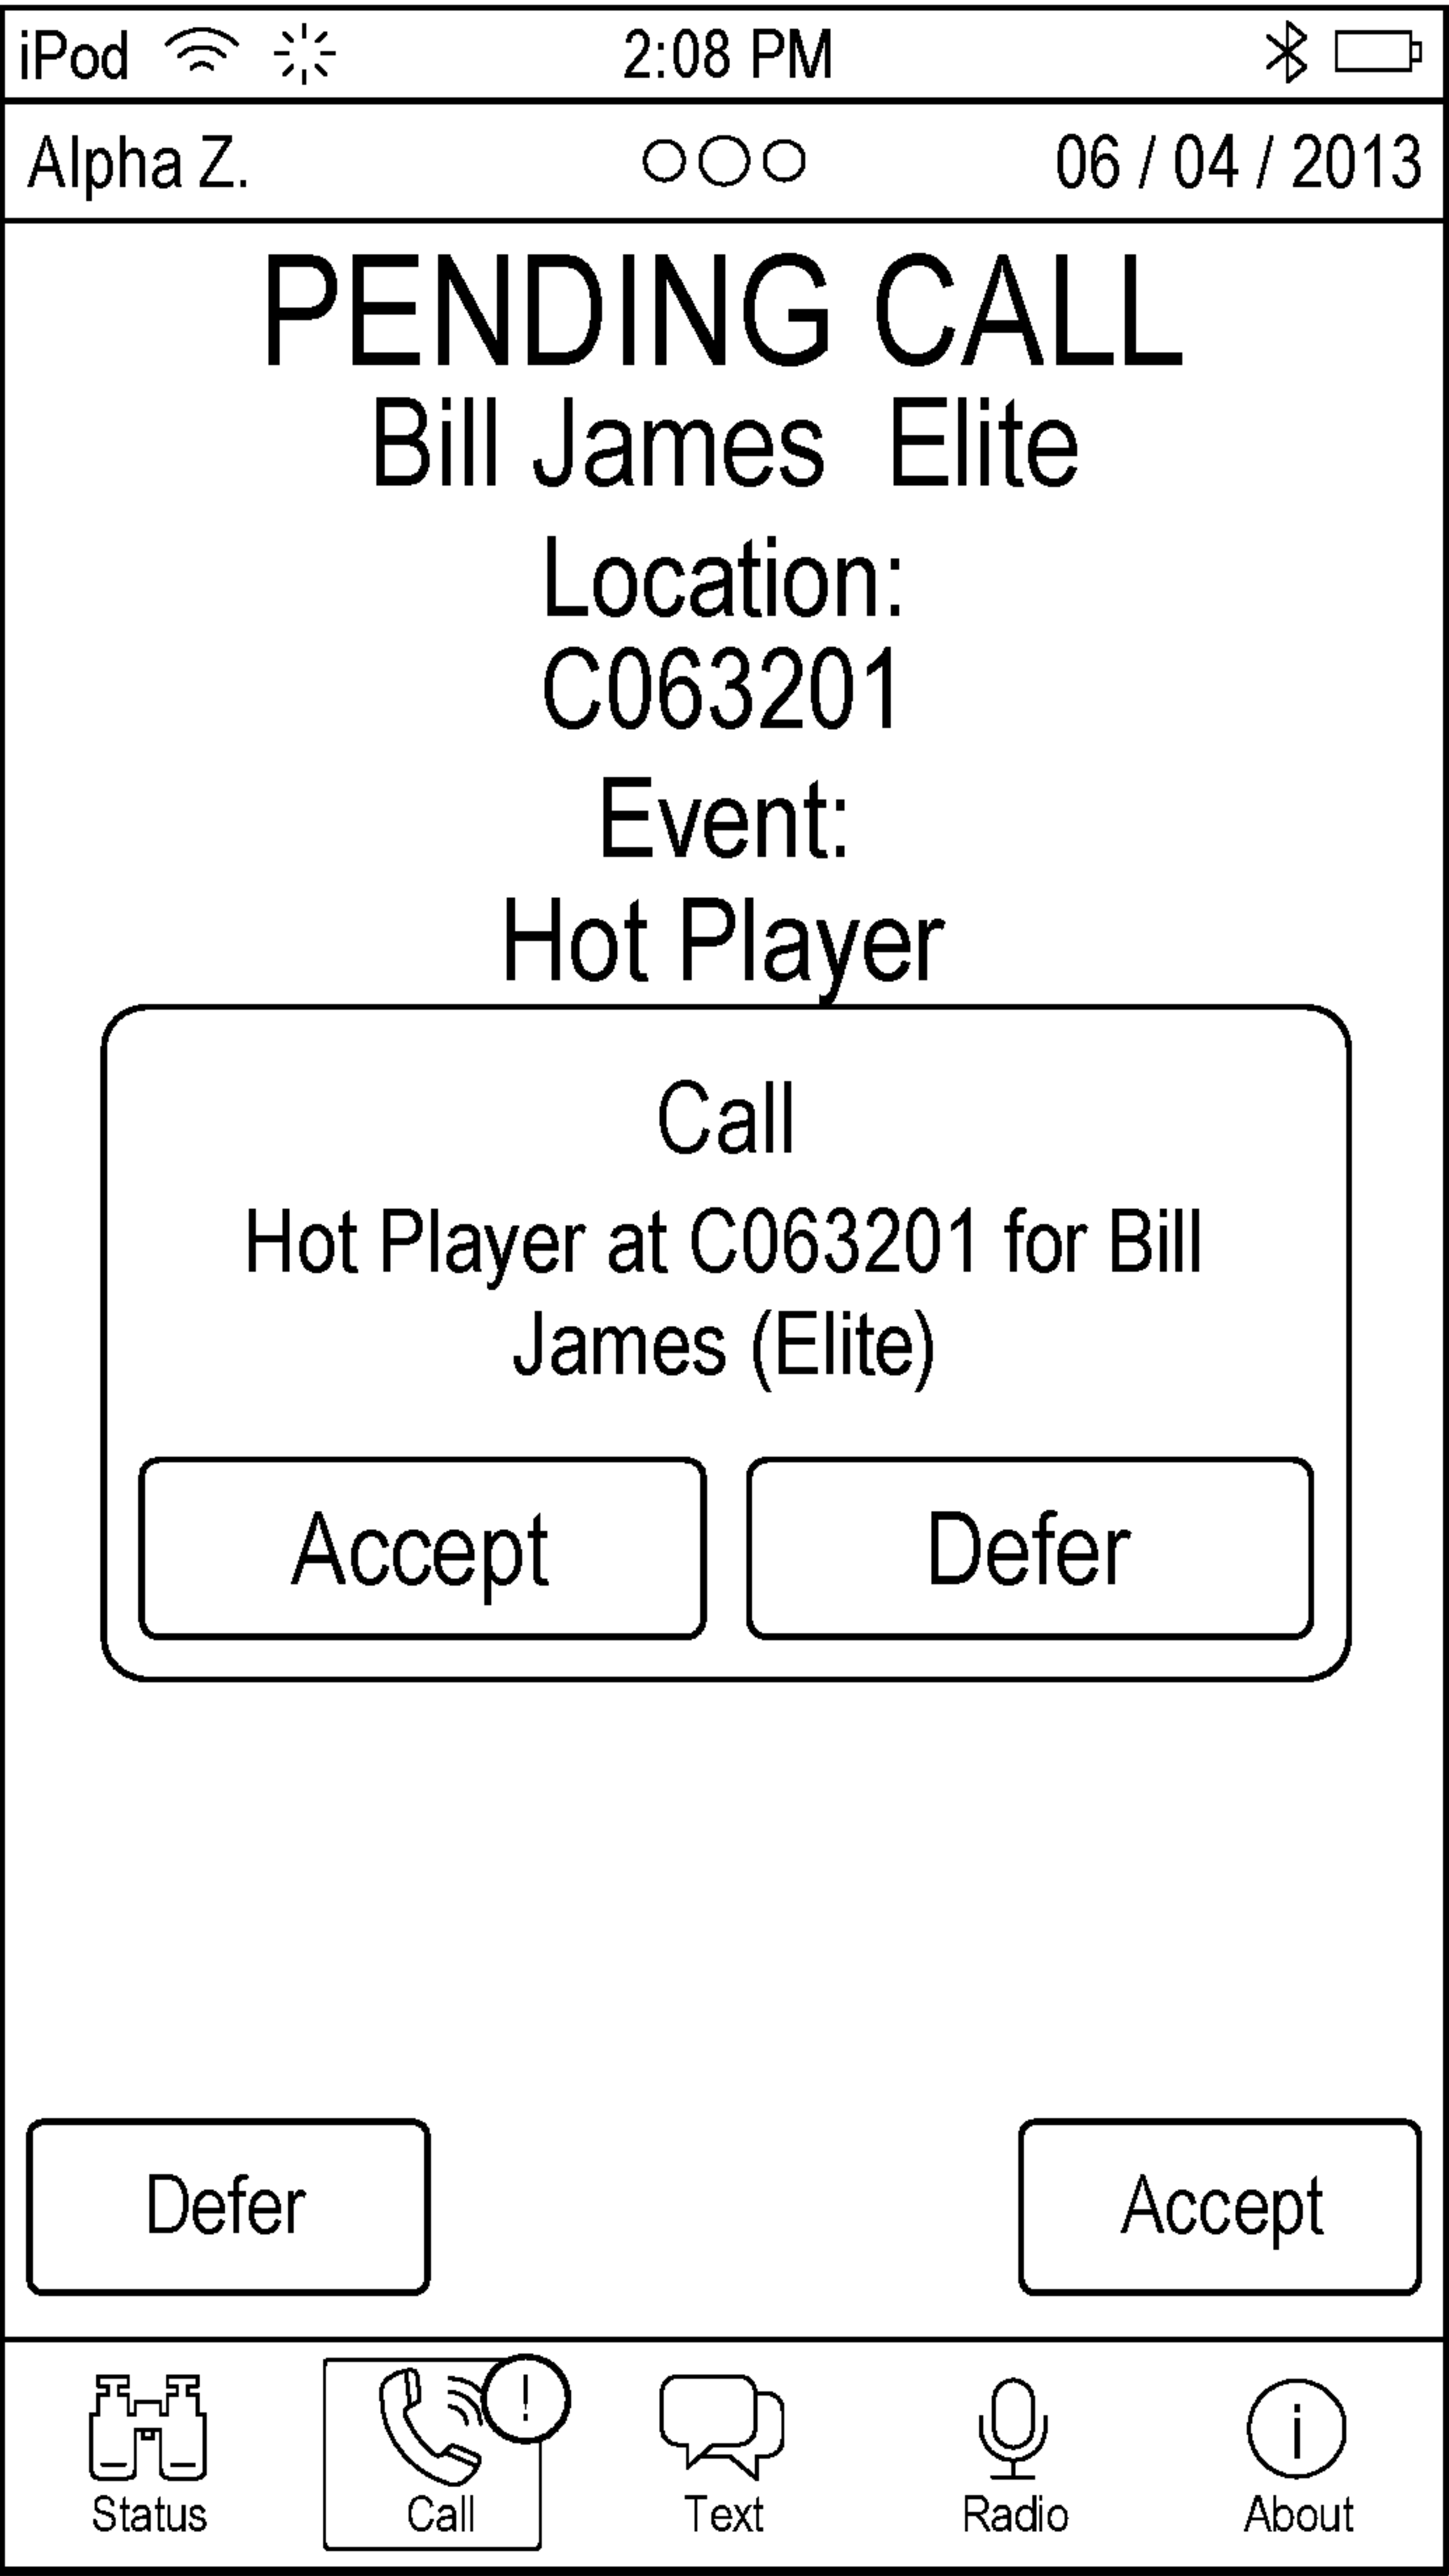 iPod 2:08 PM
Alpha Z. 06 / 04 / 2013
PENDING CALL
Bill James Elite
Location:
C063201
Event:
Hot Player
Call
Hot Player at C063201 for Bill
James (Elite)
Accept Defer
Defer Accept
!
i
Status Call Text Radio About